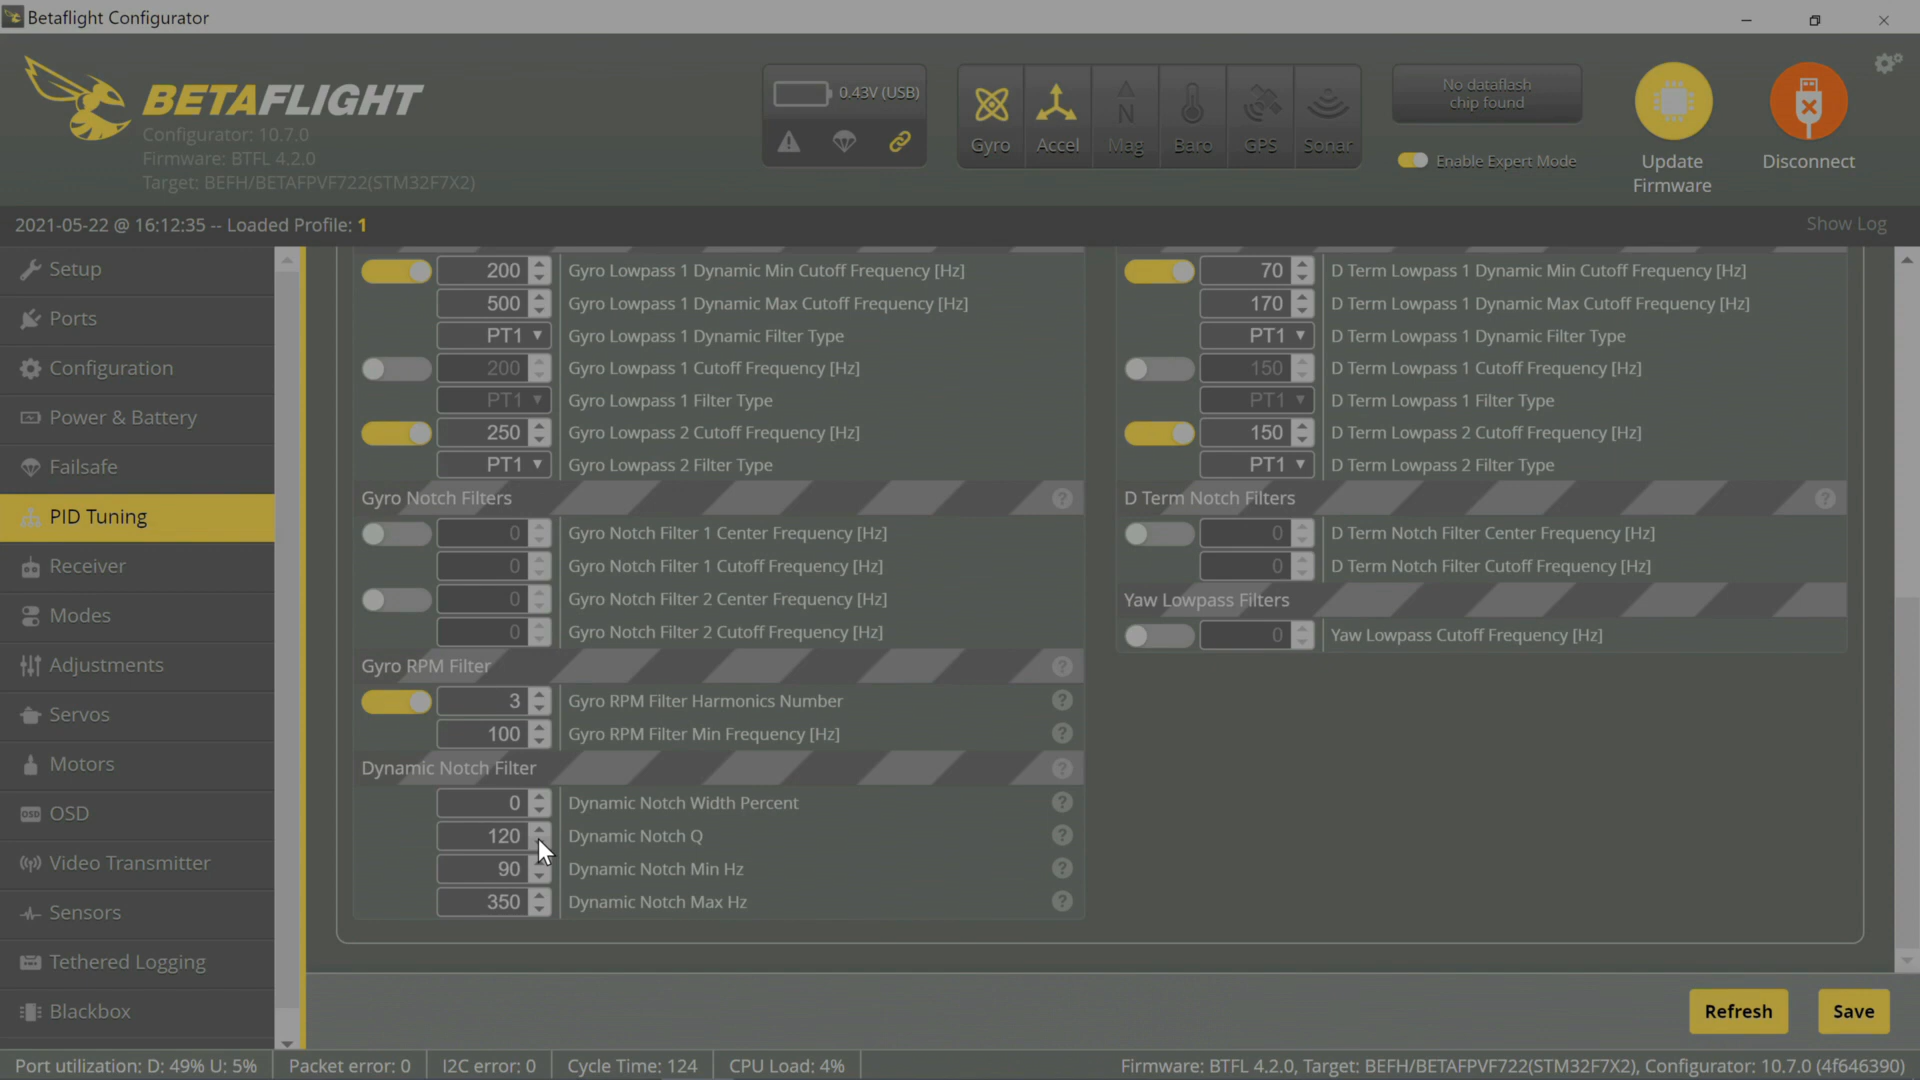 Betaflight Configurator
BETAFLIGHT
Configurator: 10.7.0
Firmware: BTFL 4.2.0
Target: BEFH/BETAFPVF722(STM32F7X2)
0.43V (USB)
Gyro
Accel
N
Mag
Baro
GPS
Sonar
No dataflash
chip found
Enable Expert Mode
Update
Firmware
Disconnect
2021-05-22 @ 16:12:35 -- Loaded Profile: 1
Show Log
Setup
Ports
Configuration
Power & Battery
Failsafe
PID Tuning
Receiver
Modes
Adjustments
Servos
Motors
OSD OSD
Video Transmitter
Sensors
Tethered Logging
Blackbox
200 Gyro Lowpass 1 Dynamic Min Cutoff Frequency [Hz]
500 Gyro Lowpass 1 Dynamic Max Cutoff Frequency [Hz]
PT1 Gyro Lowpass 1 Dynamic Filter Type
200 Gyro Lowpass 1 Cutoff Frequency [Hz]
PT1 Gyro Lowpass 1 Filter Type
250 Gyro Lowpass 2 Cutoff Frequency [Hz]
PT1 Gyro Lowpass 2 Filter Type
Gyro Notch Filters ?
0 Gyro Notch Filter 1 Center Frequency [Hz]
0 Gyro Notch Filter 1 Cutoff Frequency [Hz]
0 Gyro Notch Filter 2 Center Frequency [Hz]
0 Gyro Notch Filter 2 Cutoff Frequency [Hz]
Gyro RPM Filter ?
3 Gyro RPM Filter Harmonics Number ?
100 Gyro RPM Filter Min Frequency [Hz] ?
Dynamic Notch Filter ?
0 Dynamic Notch Width Percent ?
120 Dynamic Notch Q ?
90 Dynamic Notch Min Hz ?
350 Dynamic Notch Max Hz ?
70 D Term Lowpass 1 Dynamic Min Cutoff Frequency [Hz]
170 D Term Lowpass 1 Dynamic Max Cutoff Frequency [Hz]
PT1 D Term Lowpass 1 Dynamic Filter Type
150 D Term Lowpass 1 Cutoff Frequency [Hz]
PT1 D Term Lowpass 1 Filter Type
150 D Term Lowpass 2 Cutoff Frequency [Hz]
PT1 D Term Lowpass 2 Filter Type
D Term Notch Filters ?
0 D Term Notch Filter Center Frequency [Hz]
0 D Term Notch Filter Cutoff Frequency [Hz]
Yaw Lowpass Filters
0 Yaw Lowpass Cutoff Frequency [Hz]
Refresh
Save
Port utilization: D: 49% U: 5%
Packet error: 0
I2C error: 0
Cycle Time: 124
CPU Load: 4%
Firmware: BTFL 4.2.0, Target: BEFH/BETAFPVF722(STM32F7X2), Configurator: 10.7.0 (4f646390)